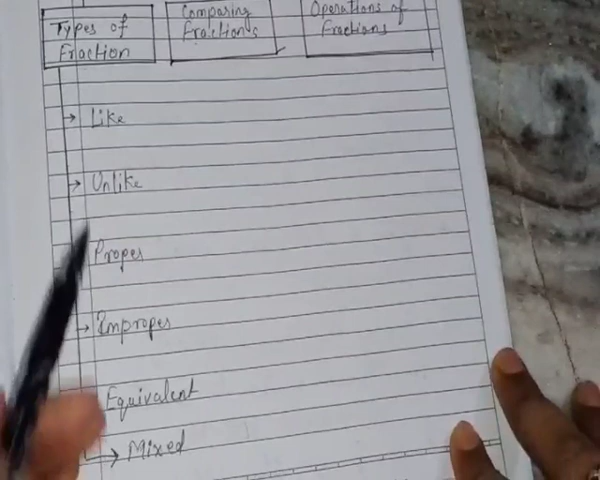 Types of
Fraction
Comparing
Fractions
Operations of
Fractions
Like
Unlike
Proper
Improper
Equivalent
Mixed